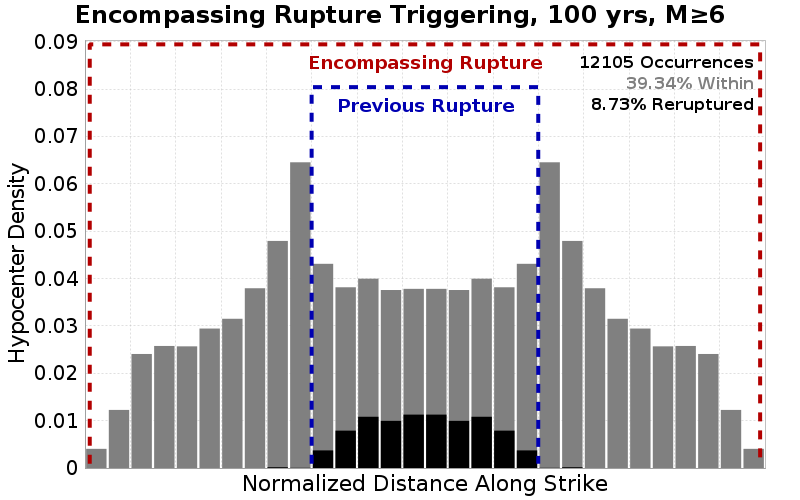 Encompassing Rupture Triggering, 100 yrs, M≥6
0.09
0.08
0.07
0.06
0.05
0.04
0.03
0.02
0.01
0
Hypocenter Density
Encompassing Rupture
Previous Rupture
12105 Occurrences
39.34% Within
8.73% Reruptured
Normalized Distance Along Strike